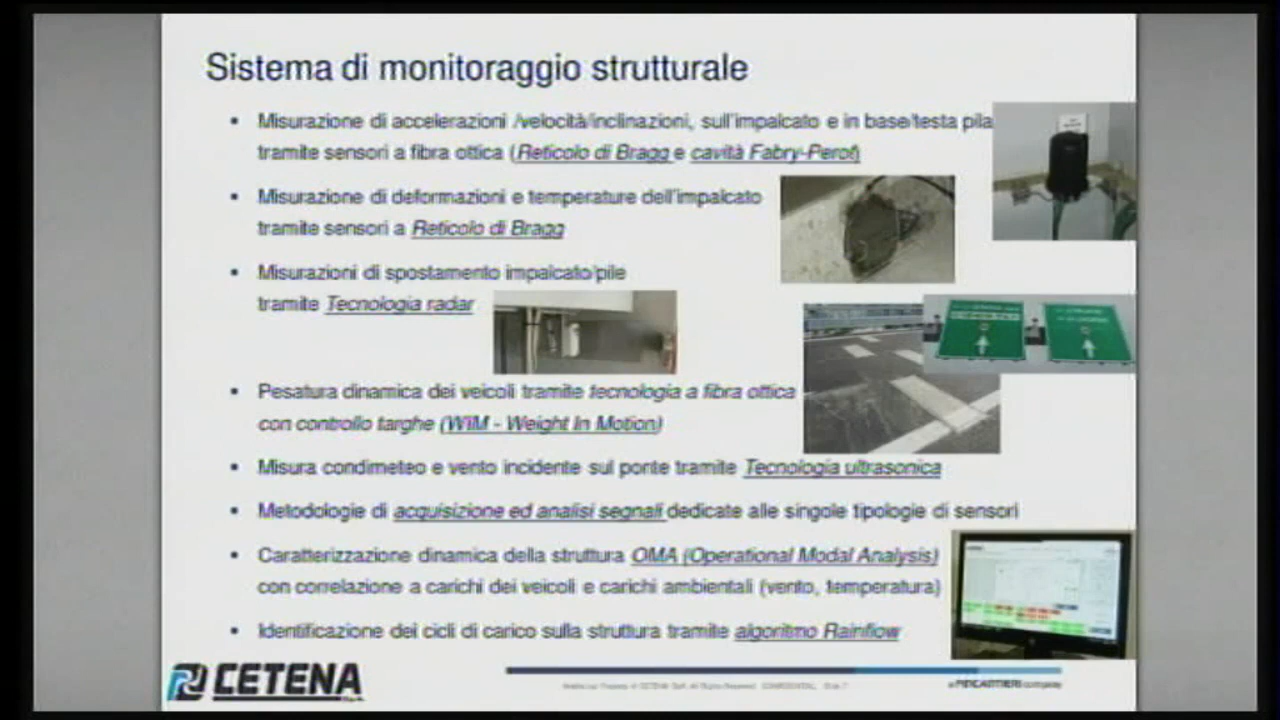 Sistema di monitoraggio strutturale
• Misurazione di accelerazioni /velocità/inclinazioni, sull'impalcato e in base/testa pila
tramite sensori a fibra ottica (Reticolo di Bragg e cavità Fabry-Perot)
• Misurazione di deformazioni e temperature dell'impalcato
tramite sensori a Reticolo di Bragg
• Misurazioni di spostamento impalcato/pile
tramite Tecnologia radar
• Pesatura dinamica dei veicoli tramite tecnologia a fibra ottica
con controllo targhe (WIM - Weight In Motion)
• Misura condimeteo e vento incidente sul ponte tramite Tecnologia ultrasonica
• Metodologie di acquisizione ed analisi segnali dedicate alle singole tipologie di sensori
• Caratterizzazione dinamica della struttura OMA (Operational Modal Analysis)
con correlazione a carichi dei veicoli e carichi ambientali (vento, temperatura)
• Identificazione dei cicli di carico sulla struttura tramite algoritmo Rainflow
CETENA
a FINCANTIERI company